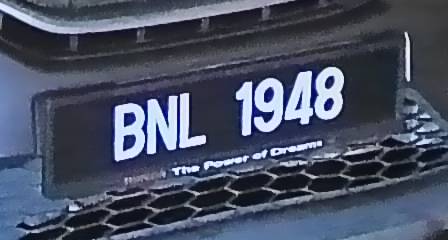 BNL 1948
The Power of Dreams